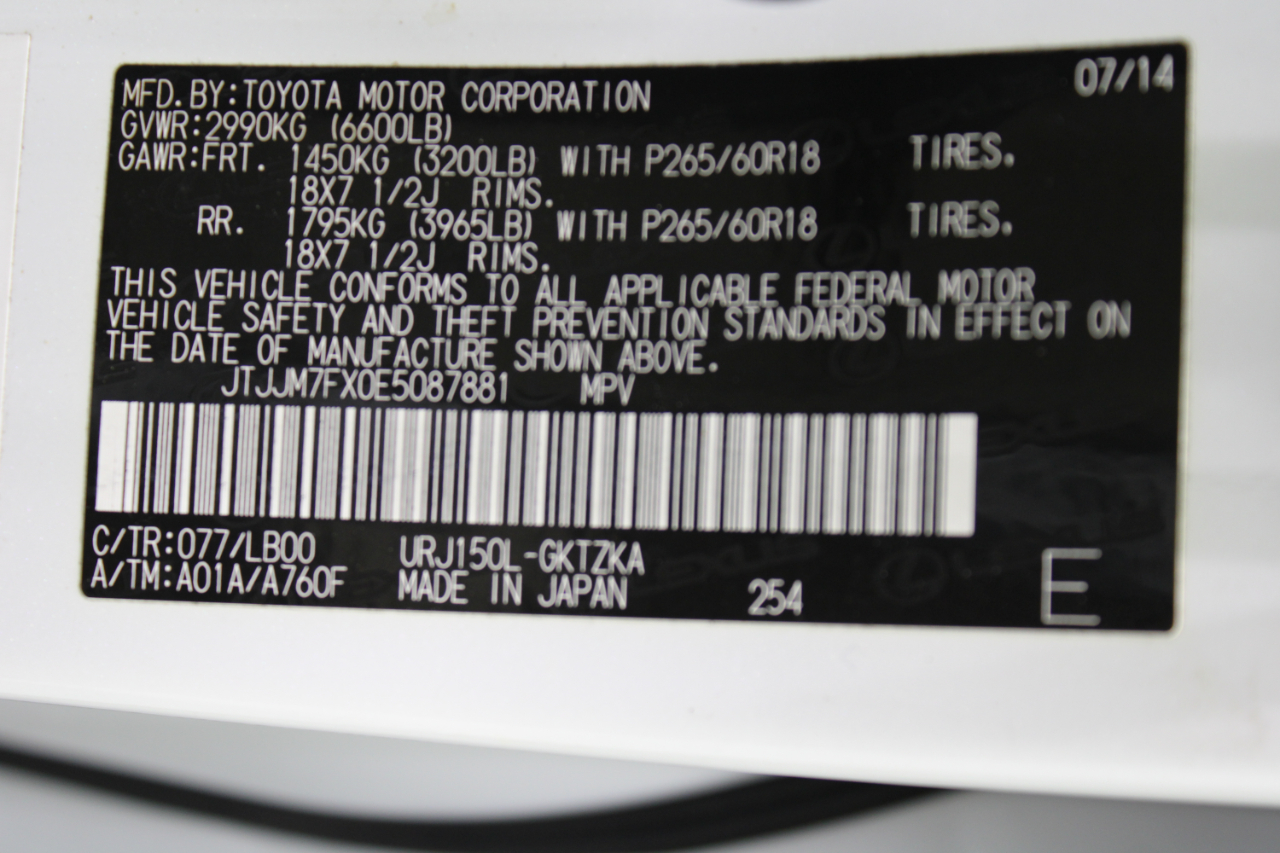 07/14
MFD. BY:TOYOTA MOTOR CORPORATION
GVWR:2990KG (6600LB)
GAWR:FRT. 1450KG (3200LB) WITH P265/60R18 TIRES.
18X7 1/2J RIMS.
RR. 1795KG (3965LB) WITH P265/60R18 TIRES.
18X7 1/2J RIMS.
THIS VEHICLE CONFORMS TO ALL APPLICABLE FEDERAL MOTOR
VEHICLE SAFETY AND THEFT PREVENTION STANDARDS IN EFFECT ON
THE DATE OF MANUFACTURE SHOWN ABOVE.
JTJJM7FX0E5087881 MPV
C/TR:077/LB00 URJ150L-GKTZKA
A/TM:A01A/A760F MADE IN JAPAN 254 E